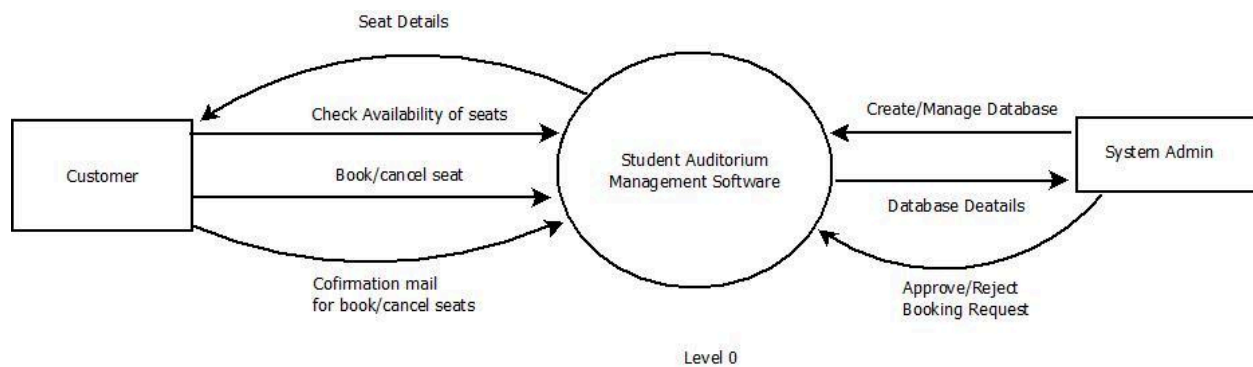 Seat Details
Check Availability of seats
Customer
Book/cancel seat
Cofirmation mail
for book/cancel seats
Student Auditorium
Management Software
Create/Manage Database
System Admin
Database Deatails
Approve/Reject
Booking Request
Level 0